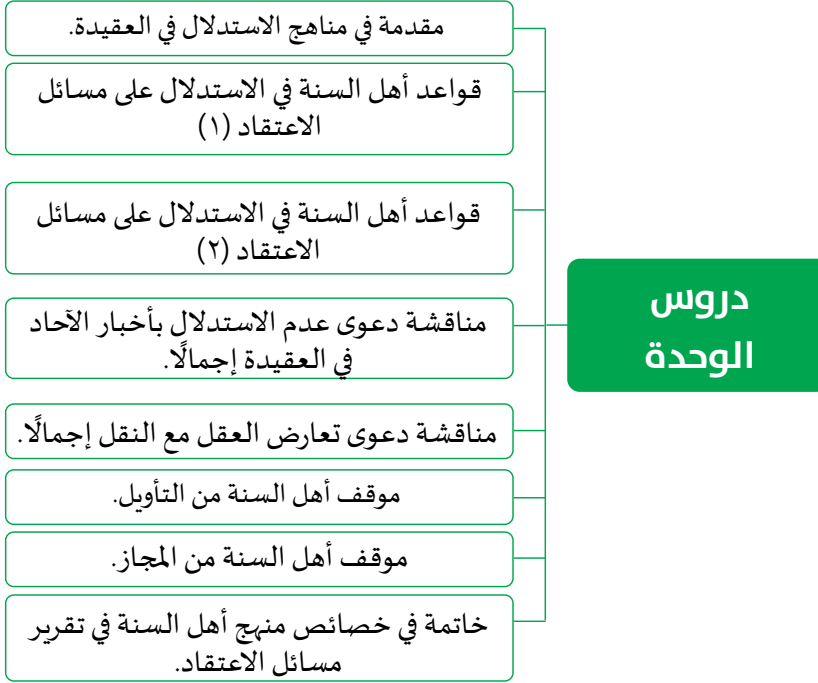 دروس
الوحدة
مقدمة في مناهج الاستدلال في العقيدة.
قواعد أهل السنة في الاستدلال على مسائل
الاعتقاد (١)
قواعد أهل السنة في الاستدلال على مسائل
الاعتقاد (٢)
مناقشة دعوى عدم الاستدلال بأخبار الآحاد
في العقيدة إجمالًا.
مناقشة دعوى تعارض العقل مع النقل إجمالًا.
موقف أهل السنة من التأويل.
موقف أهل السنة من المجاز.
خاتمة في خصائص منهج أهل السنة في تقرير
مسائل الاعتقاد.